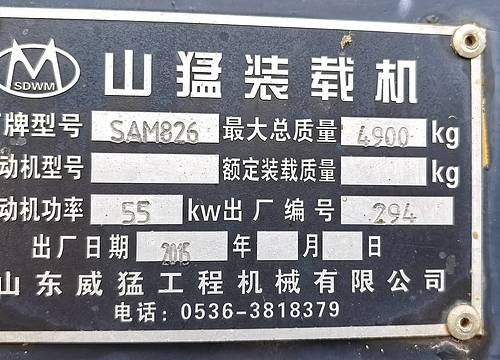 SDWM
山猛装载机
牌型号 SAM826 最大总质量 4900 kg
动机型号 额定装载质量 kg
动机功率 55 kw 出厂编号 294
出厂日期 2015 年 月 日
山东威猛工程机械有限公司
电话：0536-3818379